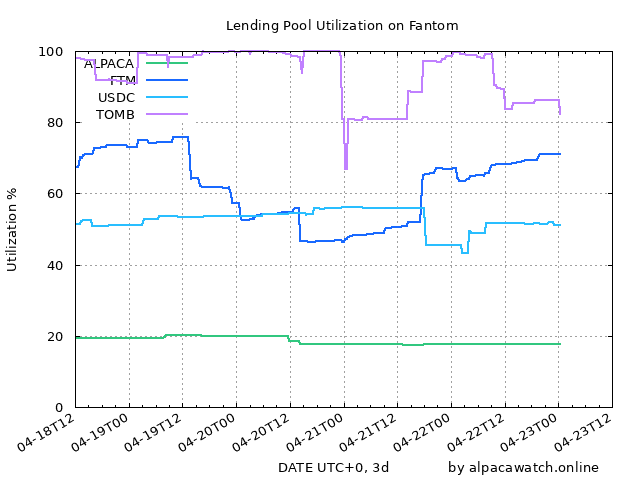 Lending Pool Utilization on Fantom
100
80
60
40
20
0
Utilization %
ALPACA
FTM
USDC
TOMB
04-18T12
04-19T00
04-19T12
04-20T00
04-20T12
04-21T00
04-21T12
04-22T00
04-22T12
04-23T00
04-23T12
DATE UTC+0, 3d by alpacawatch.online